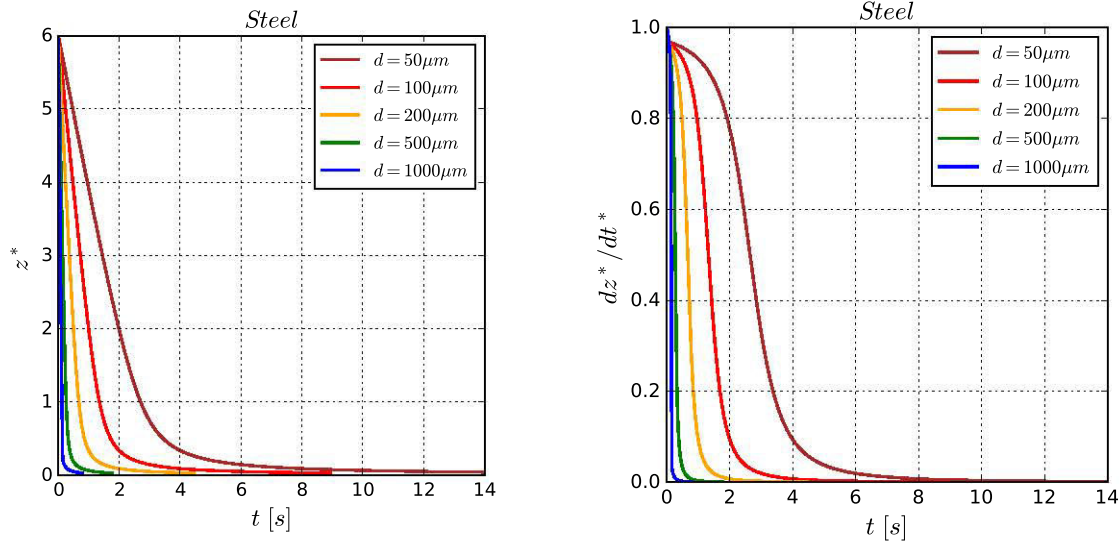 Steel
z*
6
5
4
3
2
1
0
d = 50μm
d = 100μm
d = 200μm
d = 500μm
d = 1000μm
0 2 4 6 8 10 12 14
t [s]
Steel
dz*/dt*
1.0
0.8
0.6
0.4
0.2
0.0
d = 50μm
d = 100μm
d = 200μm
d = 500μm
d = 1000μm
0 2 4 6 8 10 12 14
t [s]